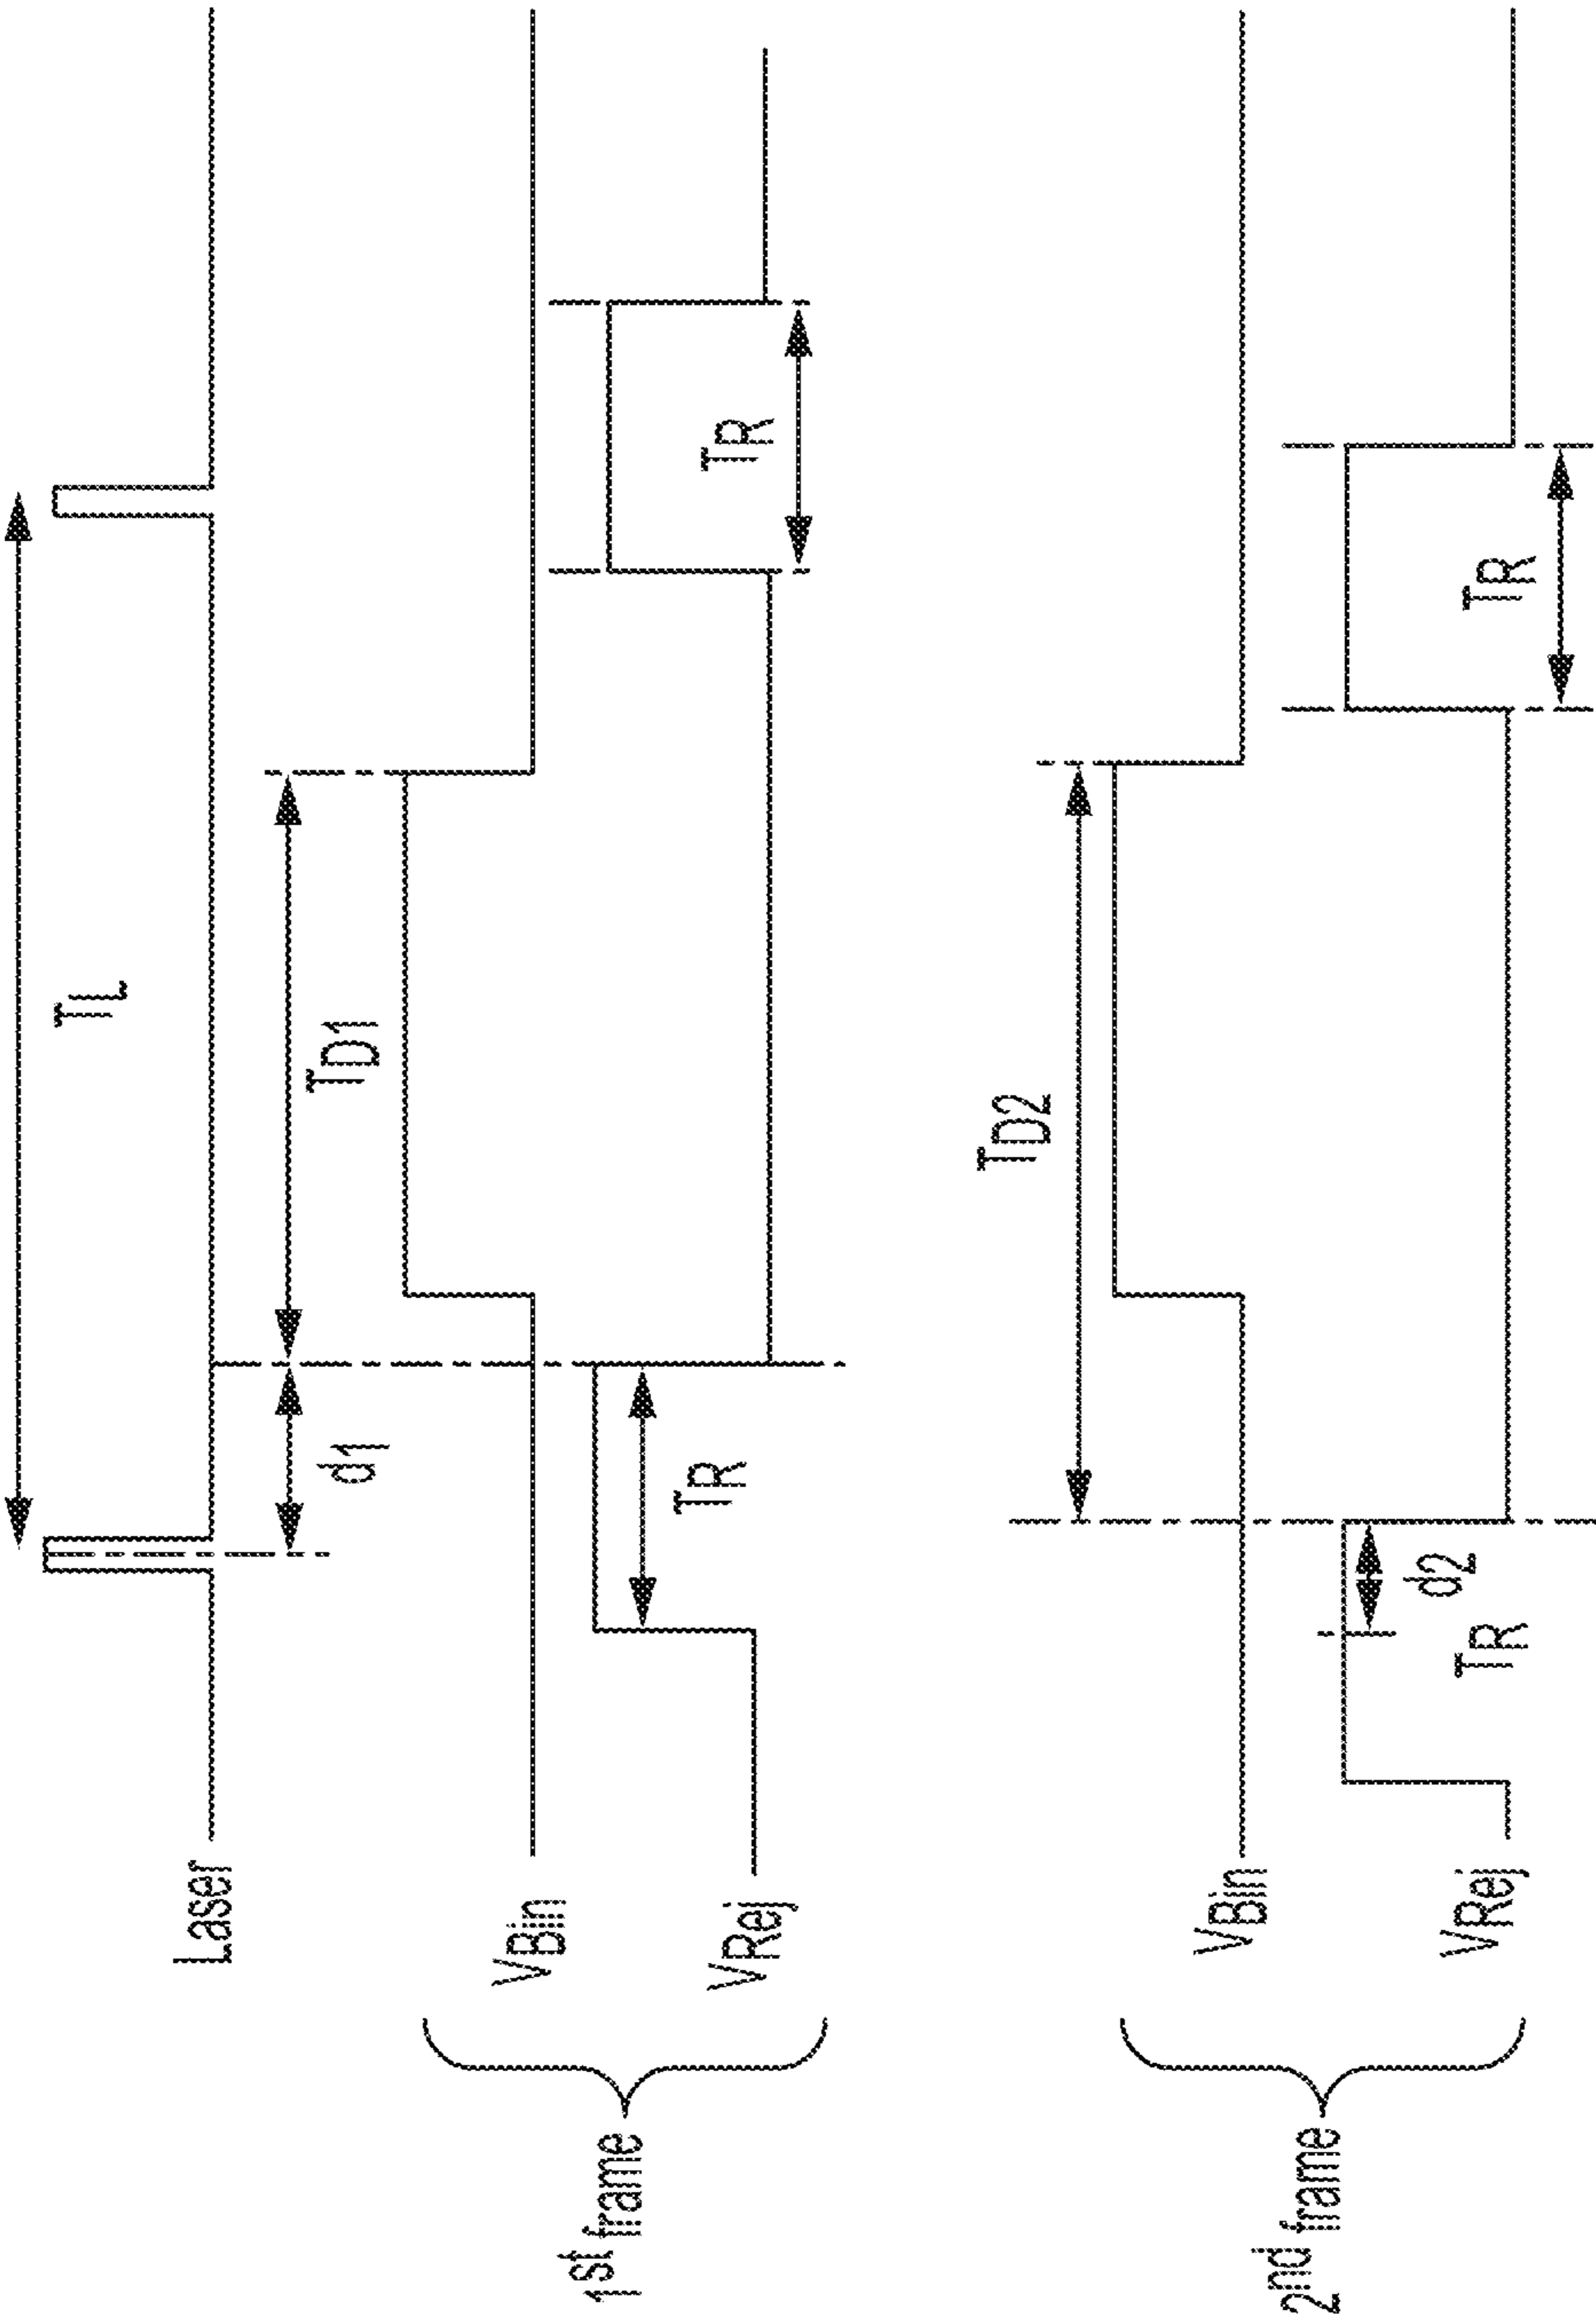 TL
Laser
d1
TD1
1st frame
VBin
VRej
TR
TR
TD2
2nd frame
VBin
VRej
TR
d2
TR